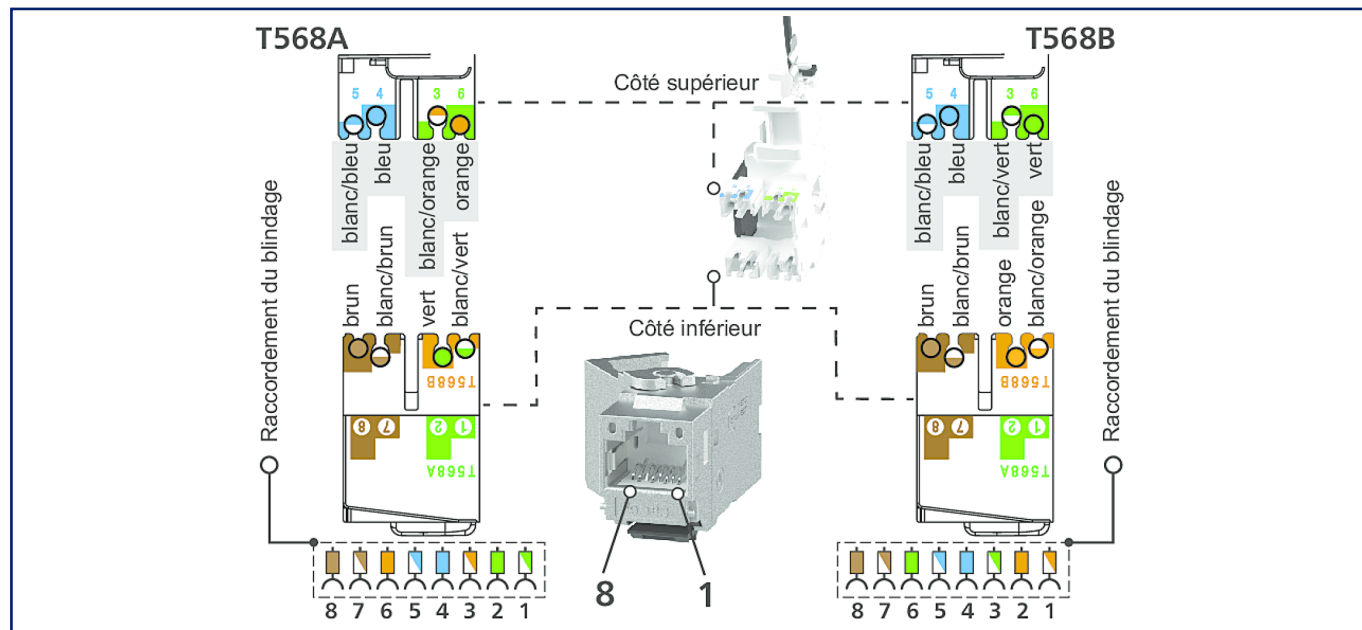 T568A
T568B
Côté supérieur
5 4 3 6
5 4 3 6
blanc/bleu
bleu
blanc/orange
orange
blanc/bleu
bleu
blanc/vert
vert
Raccordement du blindage
Raccordement du blindage
brun
blanc/brun
vert
blanc/vert
brun
blanc/brun
orange
blanc/orange
Côté inférieur
T568B
T568B
8 7 2 1
8 7 2 1
T568A
T568A
8 1
8 7 6 5 4 3 2 1
8 7 6 5 4 3 2 1